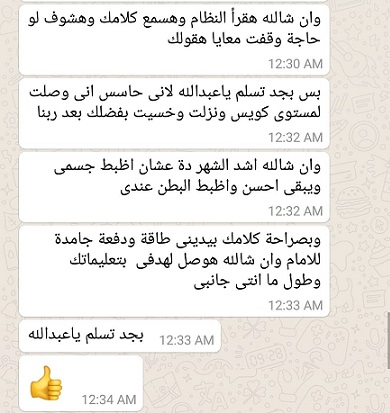 وان شالله هقرأ النظام وهسمع كلامك وهشوف لو
حاجة وقفت معايا هقولك
12:30 AM
بس بجد تسلم ياعبدالله لانى حاسس انى وصلت
لمستوى كويس ونزلت وخسيت بفضلك بعد ربنا
12:32 AM
وان شالله اشد الشهر دة عشان اظبط جسمى
ويبقى احسن واظبط البطن عندى
12:32 AM
وبصراحة كلامك بيدينى طاقة ودفعة جامدة
للامام وان شالله هوصل لهدفى بتعليماتك
وطول ما انتى جانبى
12:33 AM
بجد تسلم ياعبدالله
12:33 AM
12:34 AM